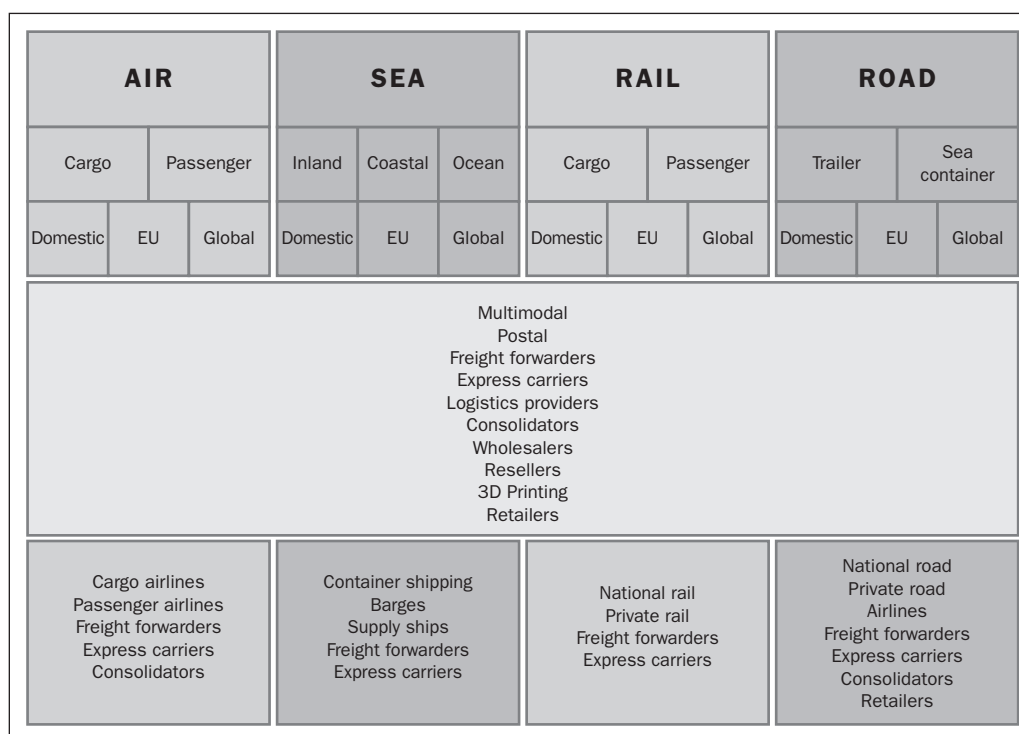 AIR
SEA
RAIL
ROAD
Cargo
Passenger
Inland
Coastal
Ocean
Cargo
Passenger
Trailer
Sea
container
Domestic
EU
Global
Domestic
EU
Global
Domestic
EU
Global
Domestic
EU
Global
Multimodal
Postal
Freight forwarders
Express carriers
Logistics providers
Consolidators
Wholesalers
Resellers
3D Printing
Retailers
Cargo airlines
Passenger airlines
Freight forwarders
Express carriers
Consolidators
Container shipping
Barges
Supply ships
Freight forwarders
Express carriers
National rail
Private rail
Freight forwarders
Express carriers
National road
Private road
Airlines
Freight forwarders
Express carriers
Consolidators
Retailers